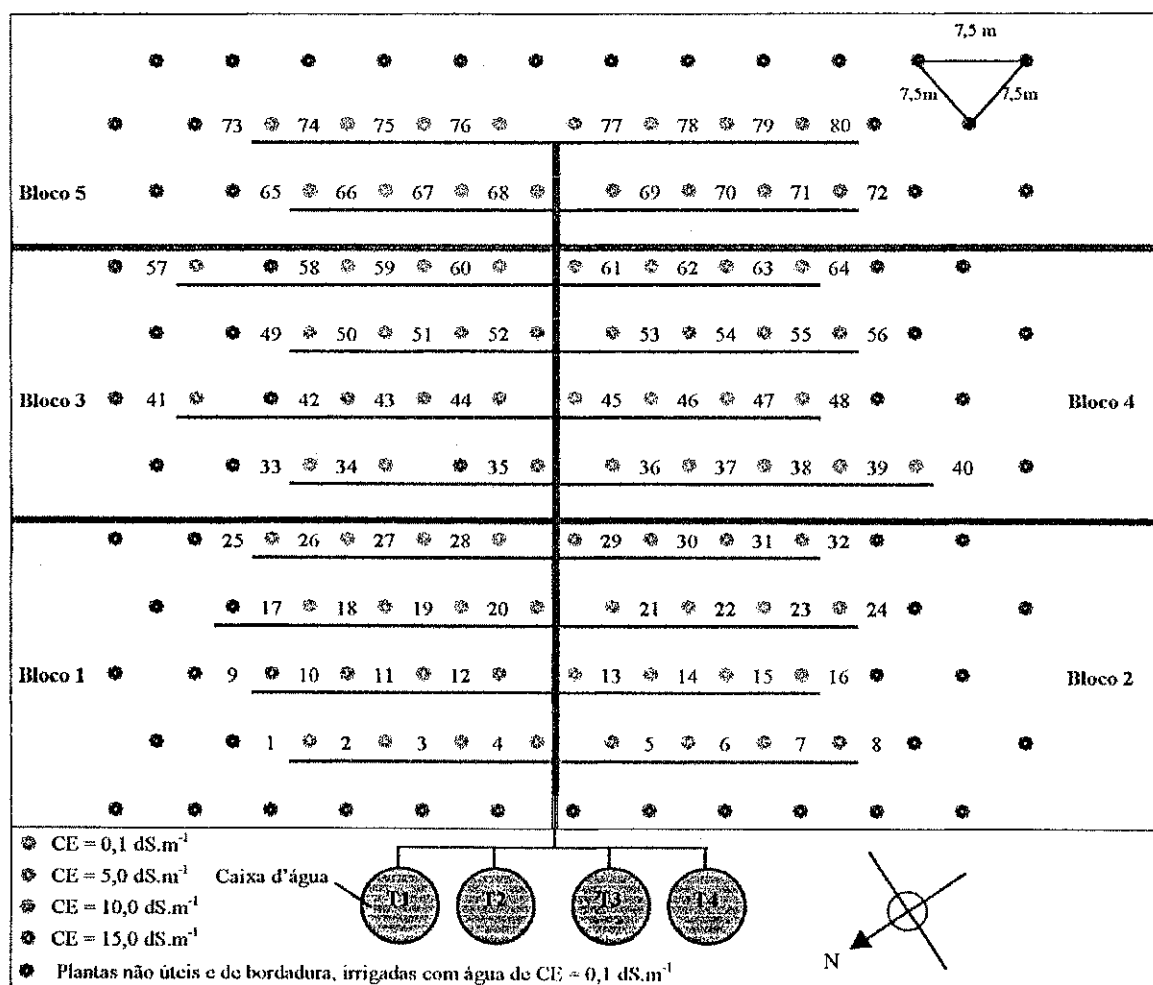 7,5 m
7,5m 7,5m
73 74 75 76 77 78 79 80
Bloco 5 65 66 67 68 69 70 71 72
57 58 59 60 61 62 63 64
49 50 51 52 53 54 55 56
Bloco 3 41 42 43 44 45 46 47 48 Bloco 4
33 34 35 36 37 38 39 40
25 26 27 28 29 30 31 32
17 18 19 20 21 22 23 24
Bloco 1 9 10 11 12 13 14 15 16 Bloco 2
1 2 3 4 5 6 7 8
CE = 0,1 dS.m⁻¹
CE = 5,0 dS.m⁻¹
CE = 10,0 dS.m⁻¹
CE = 15,0 dS.m⁻¹
Plantas não úteis e de bordadura, irrigadas com água de CE = 0,1 dS.m⁻¹
Caixa d'água
T1 T2 T3 T4
N